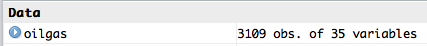 Data
oilgas 3109 obs. of 35 variables